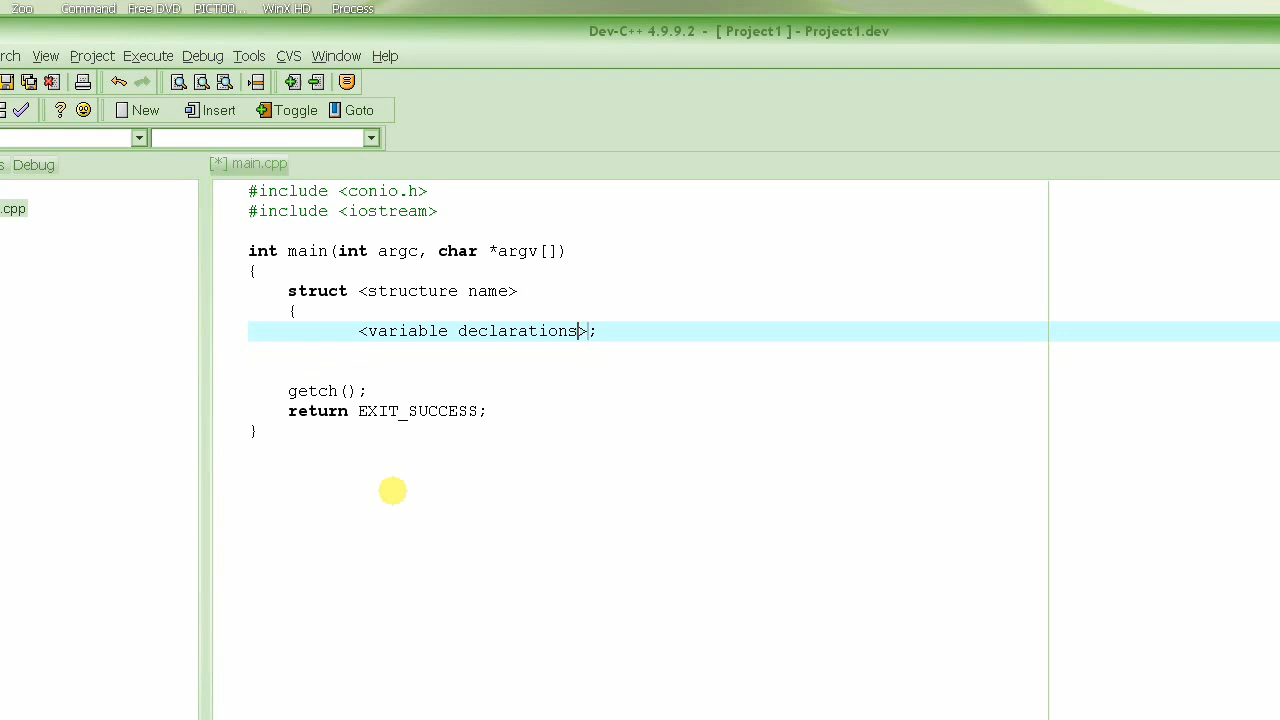 Zoo Command Free DVD PICT00... WinX HD Process
Dev-C++ 4.9.9.2 - [ Project1 ] - Project1.dev
rch View Project Execute Debug Tools CVS Window Help
New Insert Toggle Goto
s Debug [*] main.cpp
.cpp
#include <conio.h>
#include <iostream>
int main(int argc, char *argv[])
{
struct <structure name>
{
<variable declarations>;
getch();
return EXIT_SUCCESS;
}